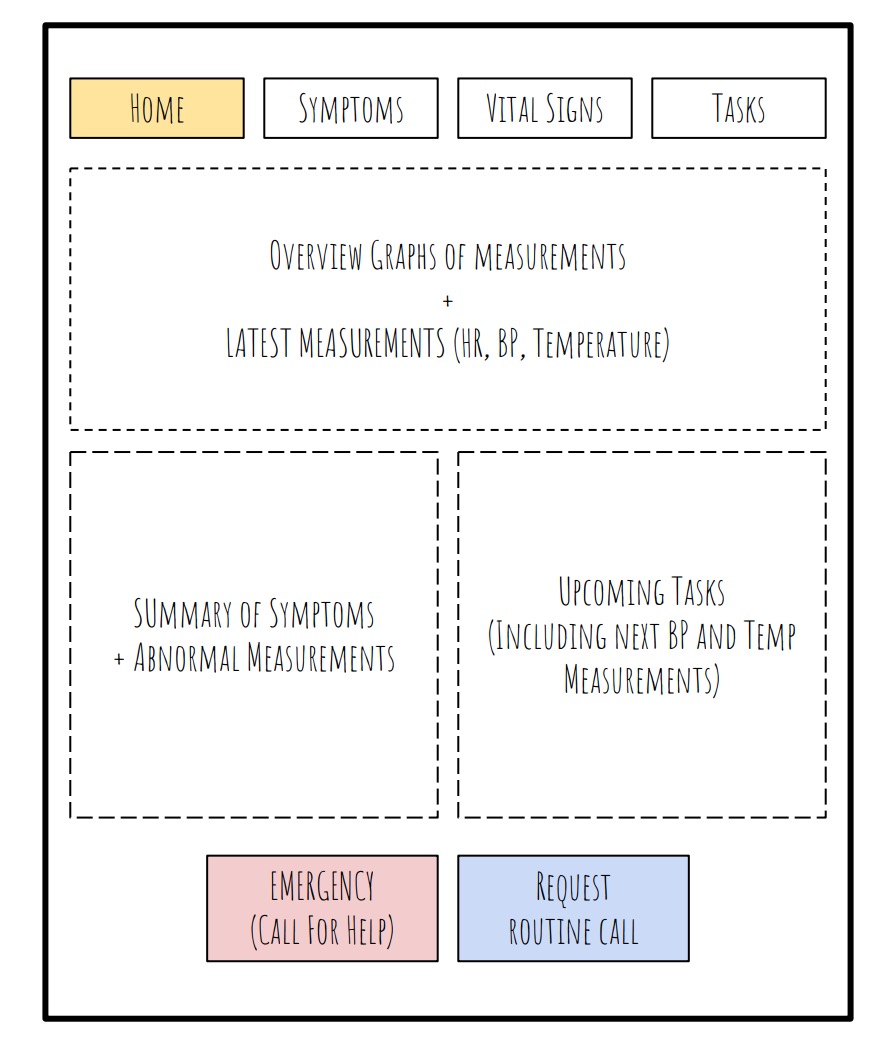 Home
Symptoms
Vital Signs
Tasks
Overview Graphs of measurements
+
LATEST MEASUREMENTS (HR, BP, Temperature)
SUmmary of Symptoms
+ Abnormal Measurements
Upcoming Tasks
(Including next BP and Temp
Measurements)
EMERGENCY
(Call For Help)
Request
routine call